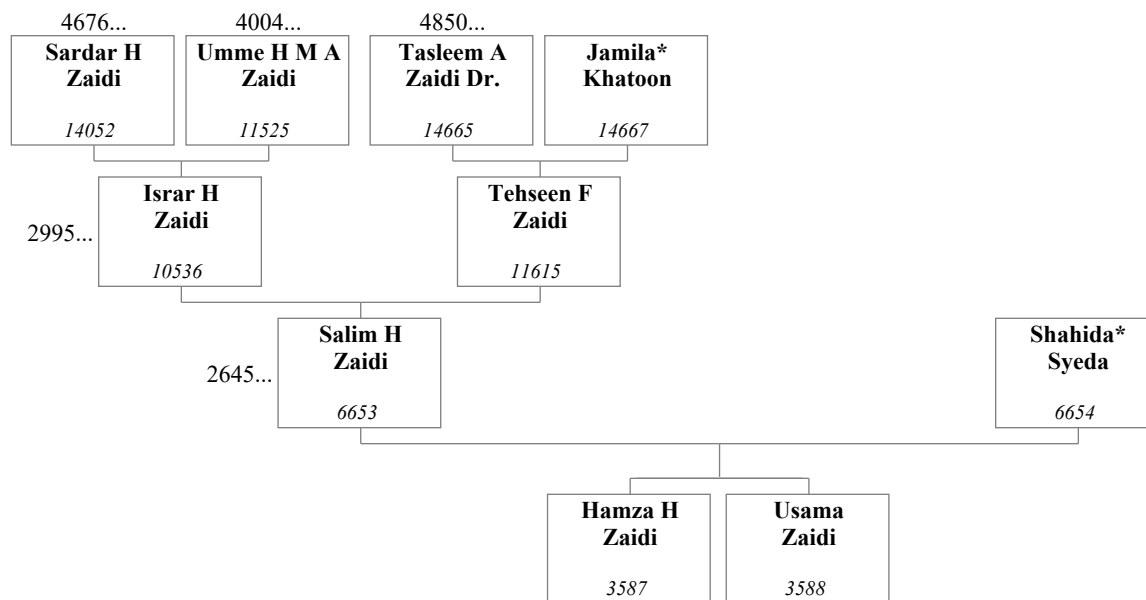 4676...
4004...
4850...
Sardar H
Zaidi
14052
Umme H M A
Zaidi
11525
Tasleem A
Zaidi Dr.
14665
Jamila*
Khatoon
14667
2995...
Israr H
Zaidi
10536
Tehseen F
Zaidi
11615
2645...
Salim H
Zaidi
6653
Shahida*
Syeda
6654
Hamza H
Zaidi
3587
Usama
Zaidi
3588